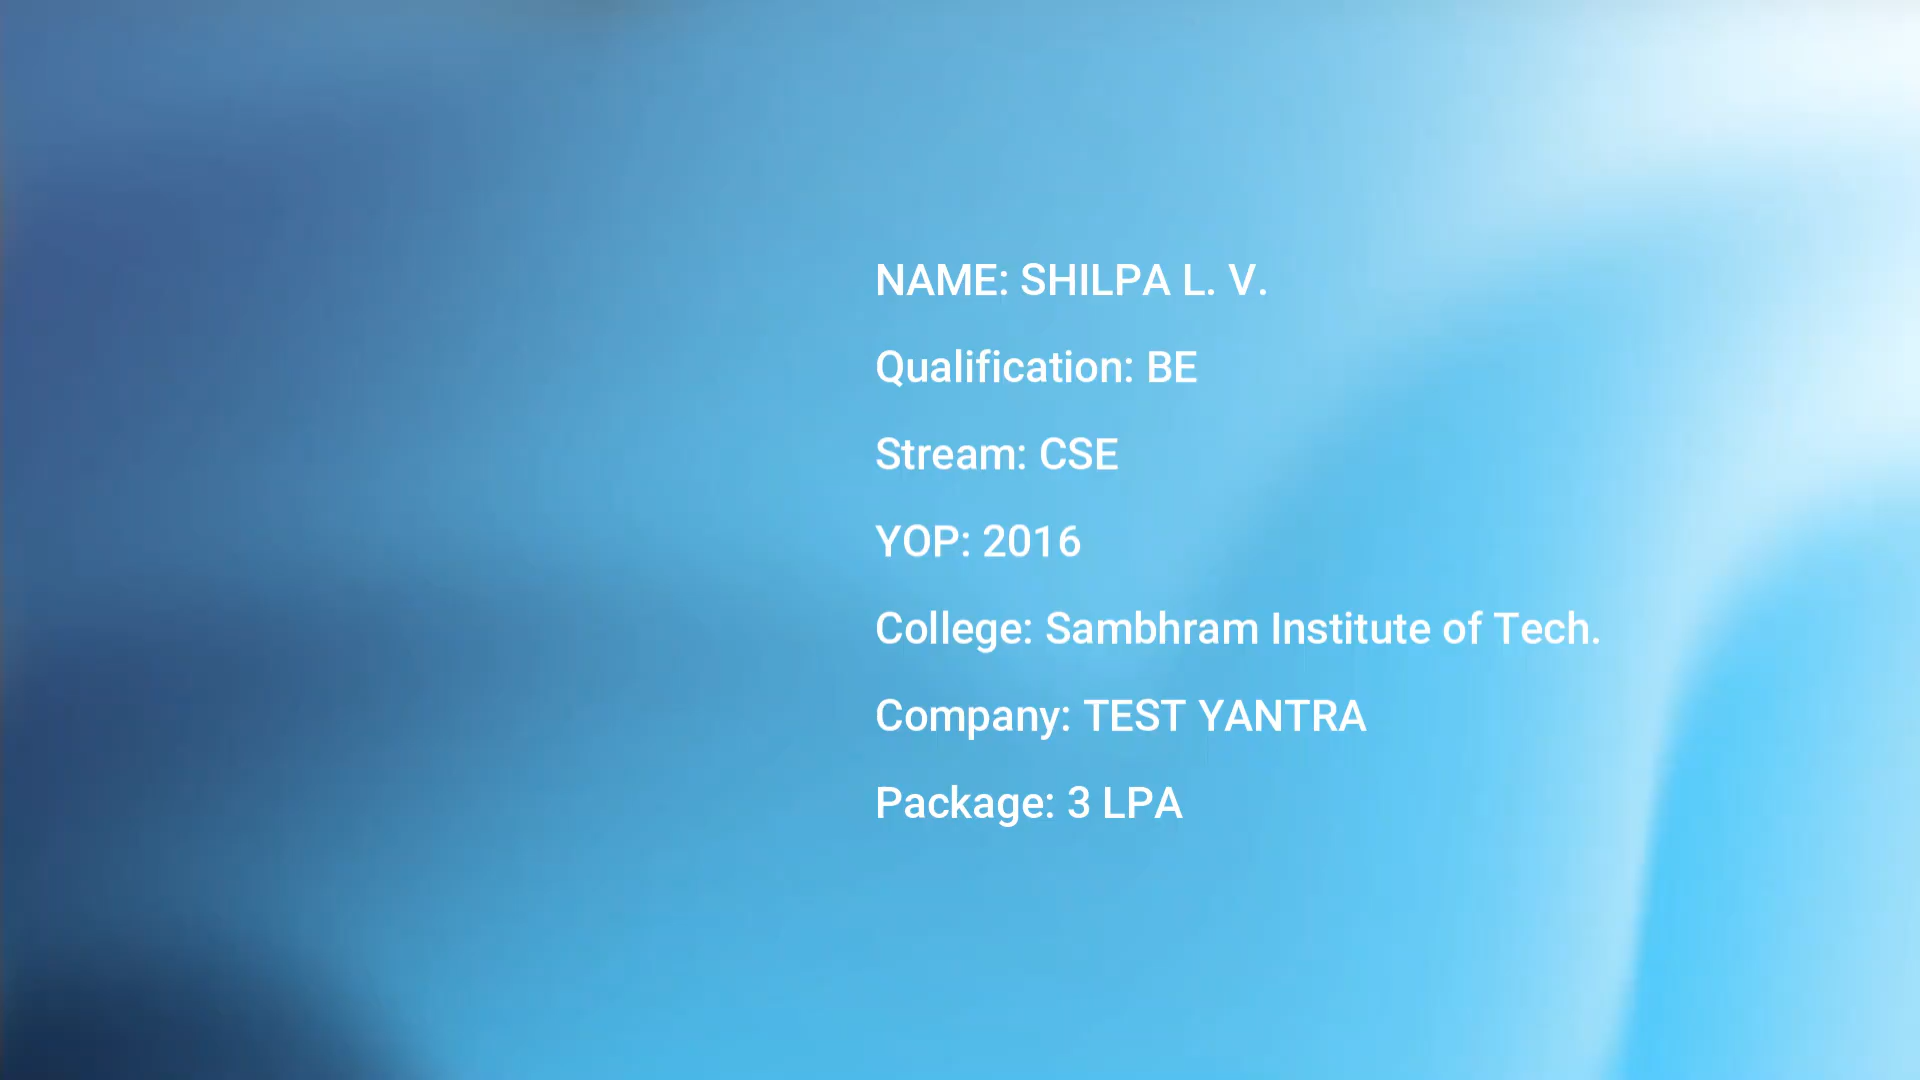 NAME: SHILPA L. V.
Qualification: BE
Stream: CSE
YOP: 2016
College: Sambhram Institute of Tech.
Company: TEST YANTRA
Package: 3 LPA